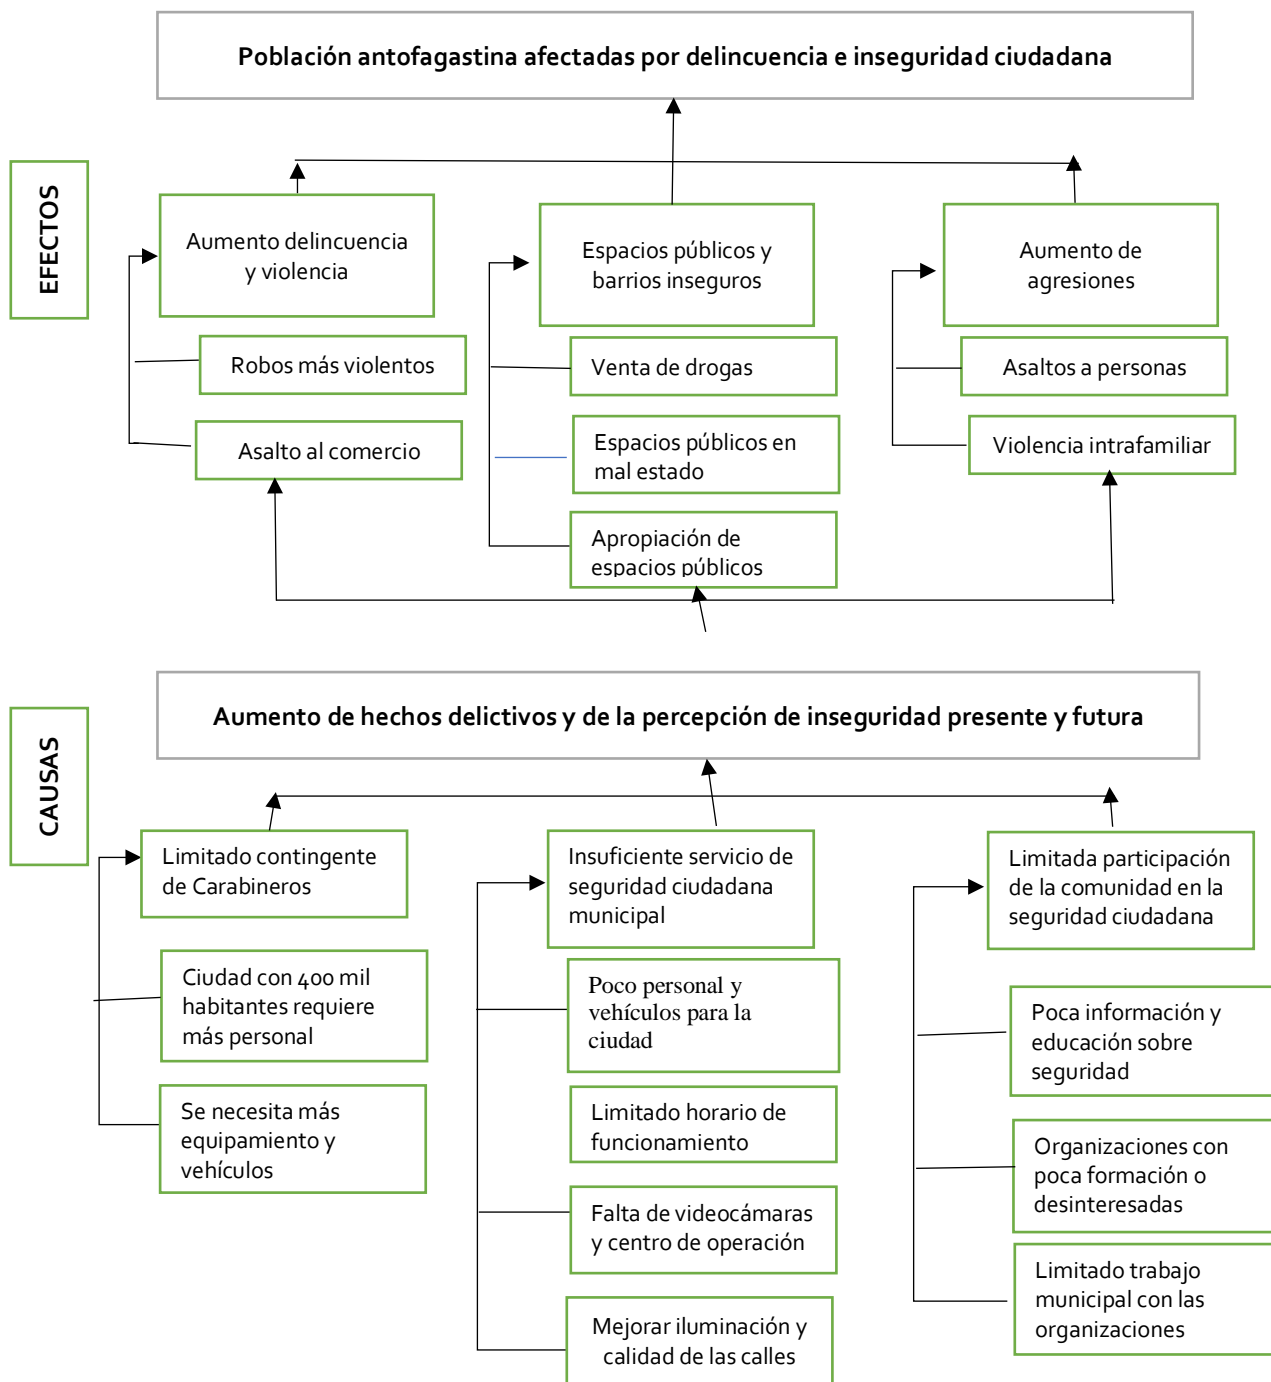 Población antofagastina afectadas por delincuencia e inseguridad ciudadana
EFECTOS
Aumento delincuencia
y violencia
Robos más violentos
Asalto al comercio
Espacios públicos y
barrios inseguros
Venta de drogas
Espacios públicos en
mal estado
Apropiación de
espacios públicos
Aumento de
agresiones
Asaltos a personas
Violencia intrafamiliar
Aumento de hechos delictivos y de la percepción de inseguridad presente y futura
CAUSAS
Limitado contingente
de Carabineros
Ciudad con 400 mil
habitantes requiere
más personal
Se necesita más
equipamiento y
vehículos
Insuficiente servicio de
seguridad ciudadana
municipal
Poco personal y
vehículos para la
ciudad
Limitado horario de
funcionamiento
Falta de videocámaras
y centro de operación
Mejorar iluminación y
calidad de las calles
Limitada participación
de la comunidad en la
seguridad ciudadana
Poca información y
educación sobre
seguridad
Organizaciones con
poca formación o
desinteresadas
Limitado trabajo
municipal con las
organizaciones